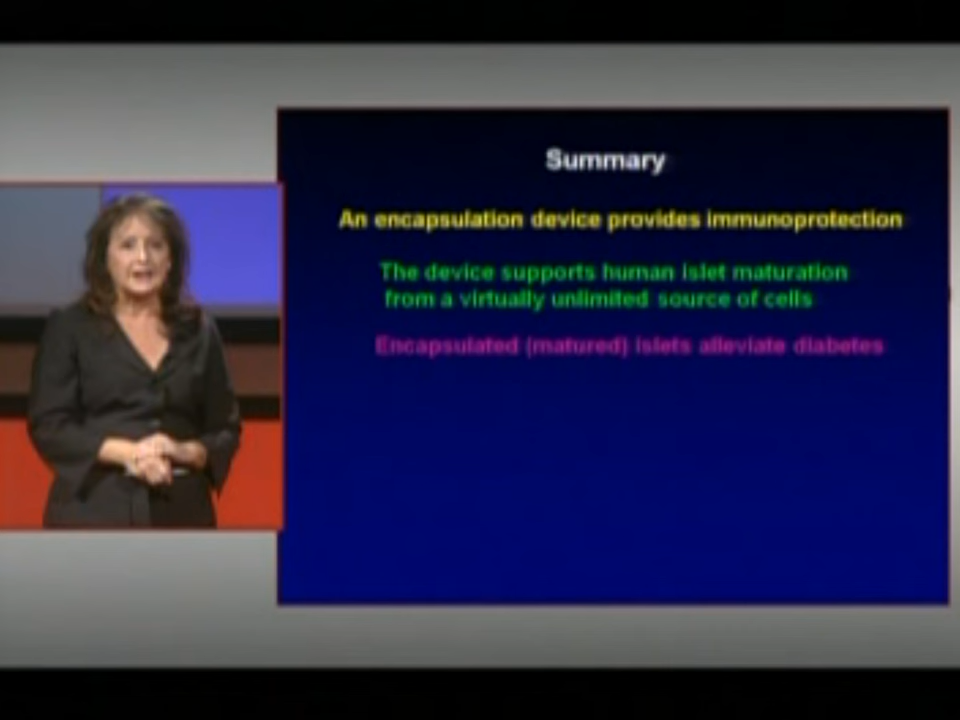 Summary
An encapsulation device provides immunoprotection
The device supports human islet maturation
from a virtually unlimited source of cells
Encapsulated (matured) islets alleviate diabetes